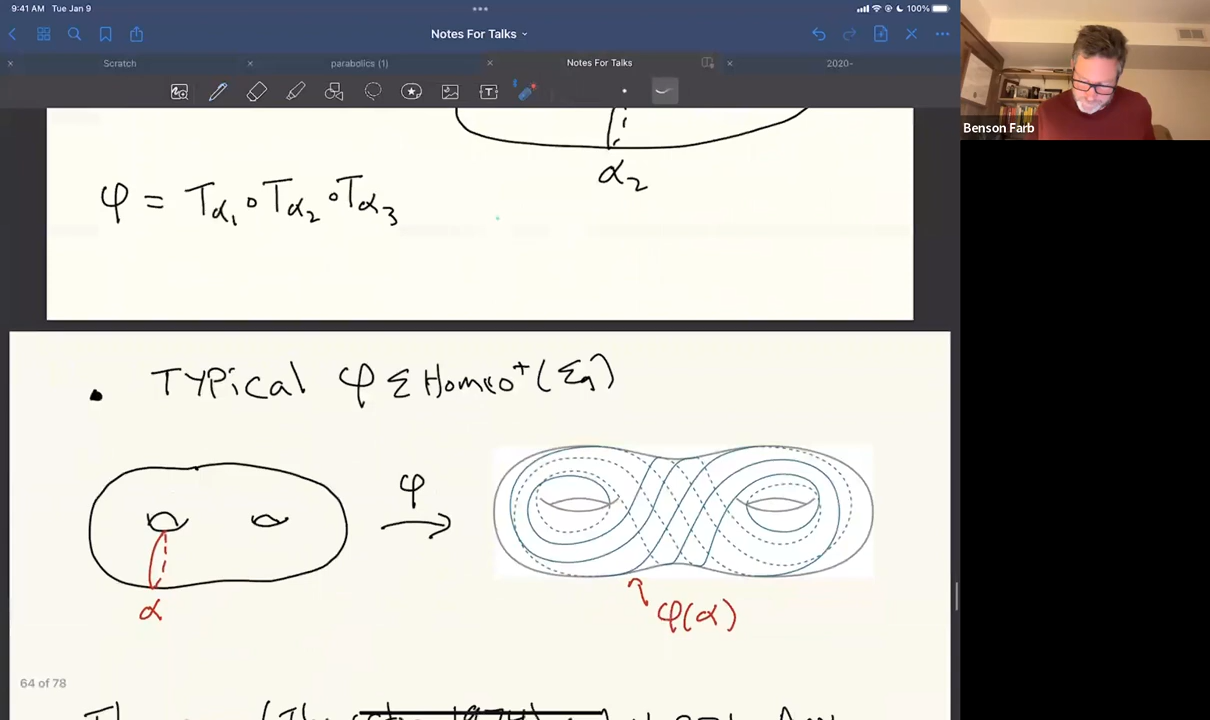 9:41 AM Tue Jan 9
100%
Notes For Talks
Scratch
parabolics (1)
Notes For Talks
2020-
Benson Farb
α₂
φ = Tα₁ ∘ Tα₂ ∘ Tα₃
• TYPical φ ∈ Homeo⁺(Σg)
φ
α
φ(α)
64 of 78